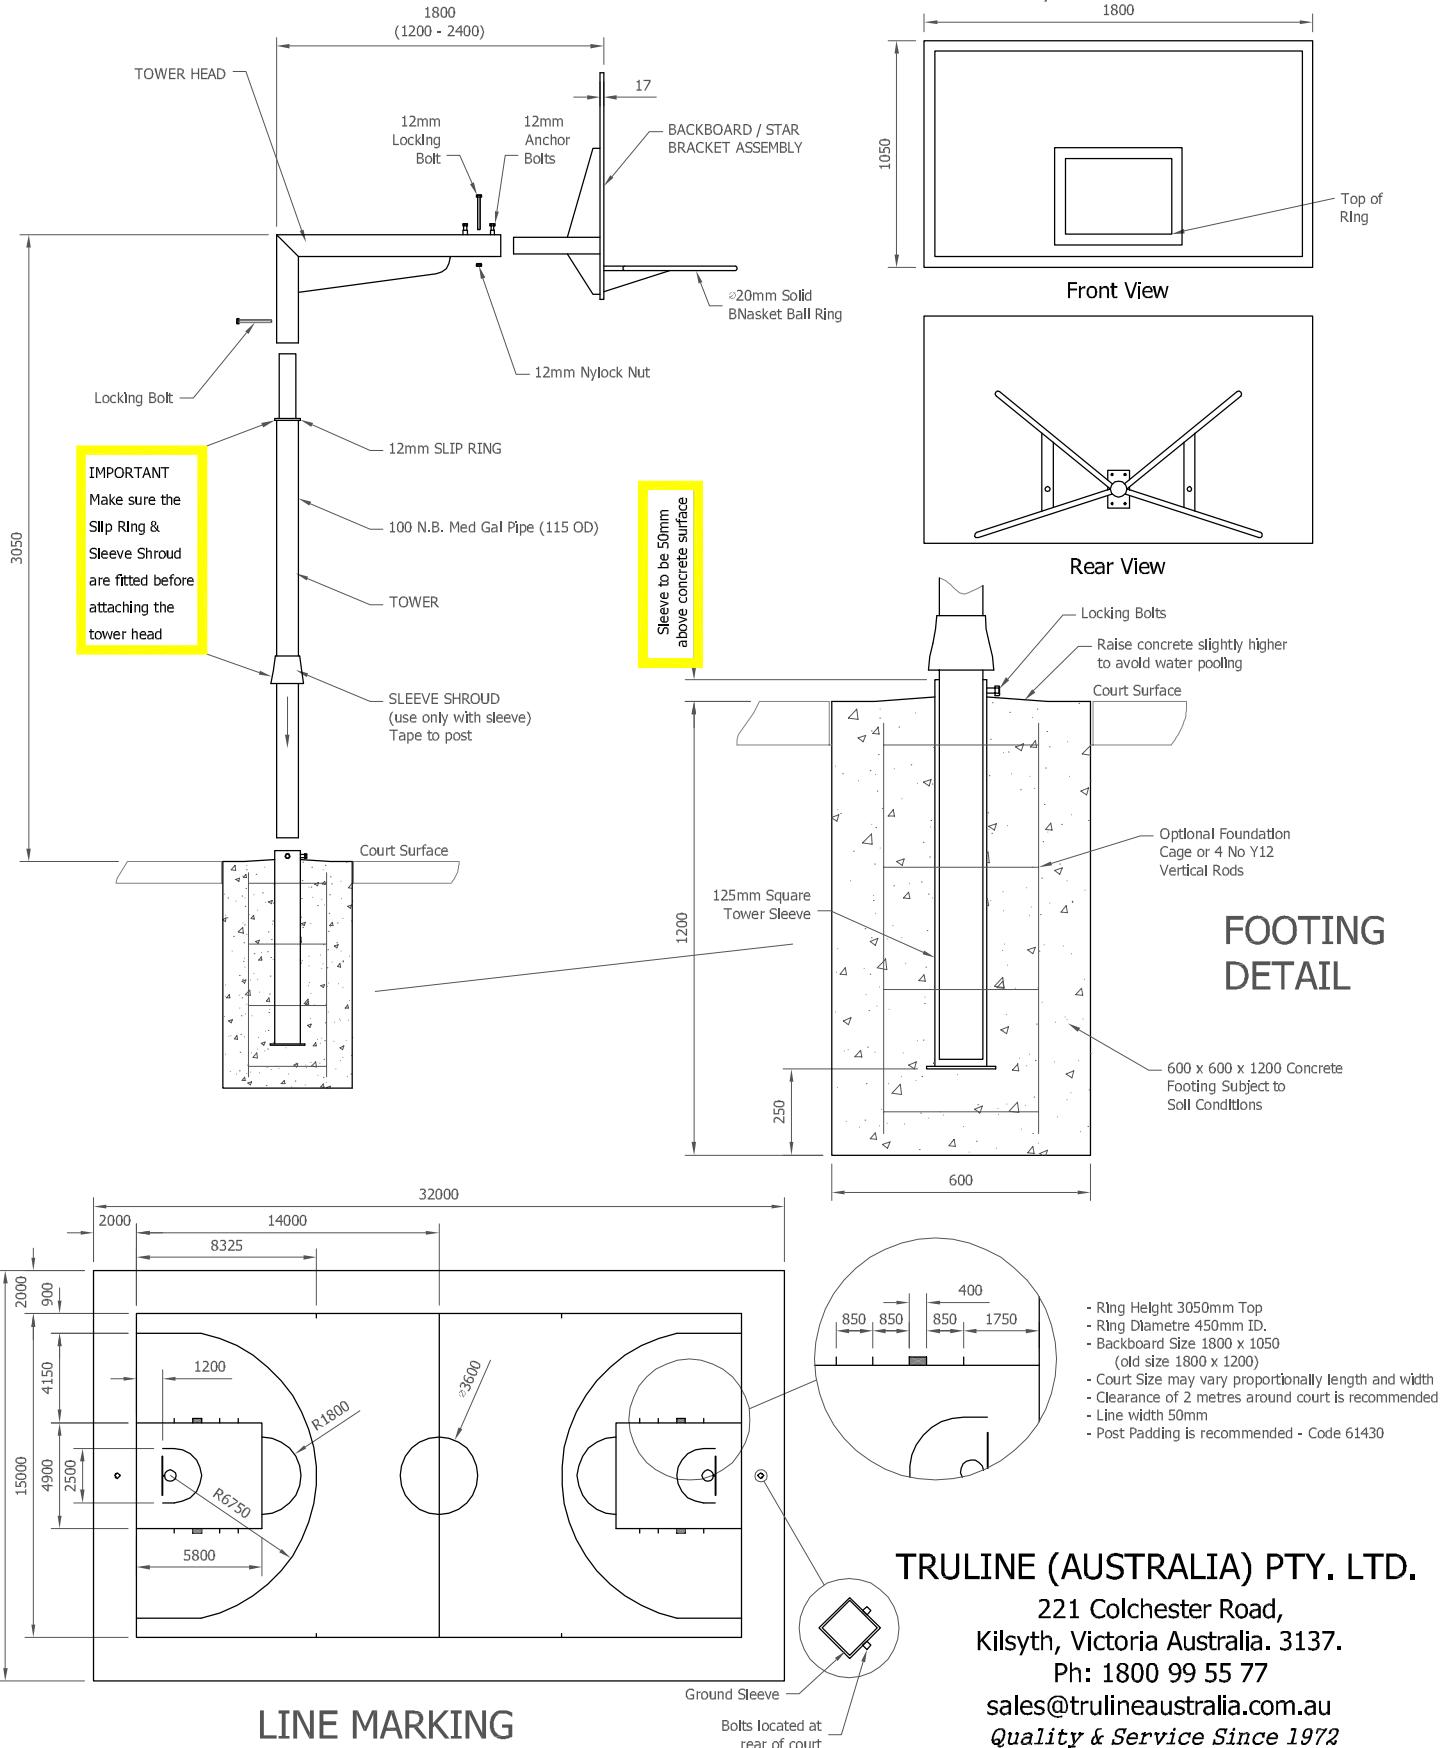 1800
(1200 - 2400)
TOWER HEAD
17
12mm
Locking
Bolt
12mm
Anchor
Bolts
BACKBOARD / STAR
BRACKET ASSEMBLY
⌀20mm Solid
BNasket Ball Ring
12mm Nylock Nut
Locking Bolt
12mm SLIP RING
IMPORTANT
Make sure the
Slip Ring &
Sleeve Shroud
are fitted before
attaching the
tower head
100 N.B. Med Gal Pipe (115 OD)
TOWER
SLEEVE SHROUD
(use only with sleeve)
Tape to post
3050
Court Surface
1800
1050
Top of
Ring
Front View
Rear View
Sleeve to be 50mm
above concrete surface
Locking Bolts
Raise concrete slightly higher
to avoid water pooling
Court Surface
Optional Foundation
Cage or 4 No Y12
Vertical Rods
125mm Square
Tower Sleeve
1200
FOOTING
DETAIL
600 x 600 x 1200 Concrete
Footing Subject to
Soil Conditions
250
600
32000
2000
14000
8325
2000
900
4150
1200
15000
4900
2500
R1800
⌀3600
R6750
5800
400
850
850
850
1750
- Ring Height 3050mm Top
- Ring Diametre 450mm ID.
- Backboard Size 1800 x 1050
(old size 1800 x 1200)
- Court Size may vary proportionally length and width
- Clearance of 2 metres around court is recommended
- Line width 50mm
- Post Padding is recommended - Code 61430
Ground Sleeve
Bolts located at
rear of court
LINE MARKING
TRULINE (AUSTRALIA) PTY. LTD.
221 Colchester Road,
Kilsyth, Victoria Australia. 3137.
Ph: 1800 99 55 77
sales@trulineaustralia.com.au
Quality & Service Since 1972